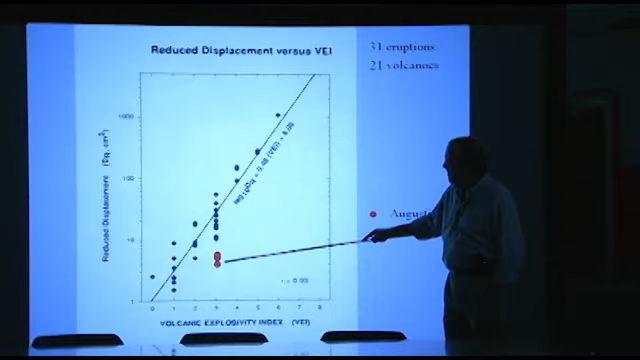 Reduced Displacement versus VEI
31 eruptions
21 volcanoes
1000
100
10
1
Reduced Displacement
0 1 2 3 4 5 6 7 8
VOLCANIC EXPLOSIVITY INDEX (VEI)